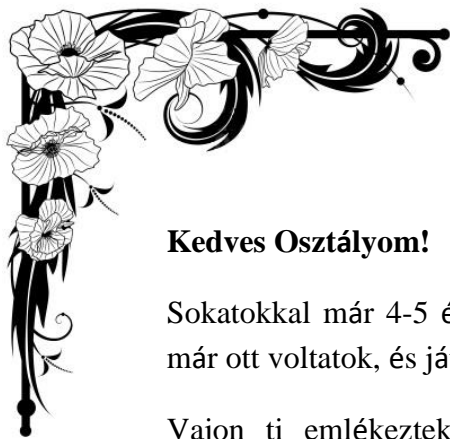 Kedves Osztályom!
Sokatokkal már 4-5 é
már ott voltatok, és já
Vajon ti emlékeztek